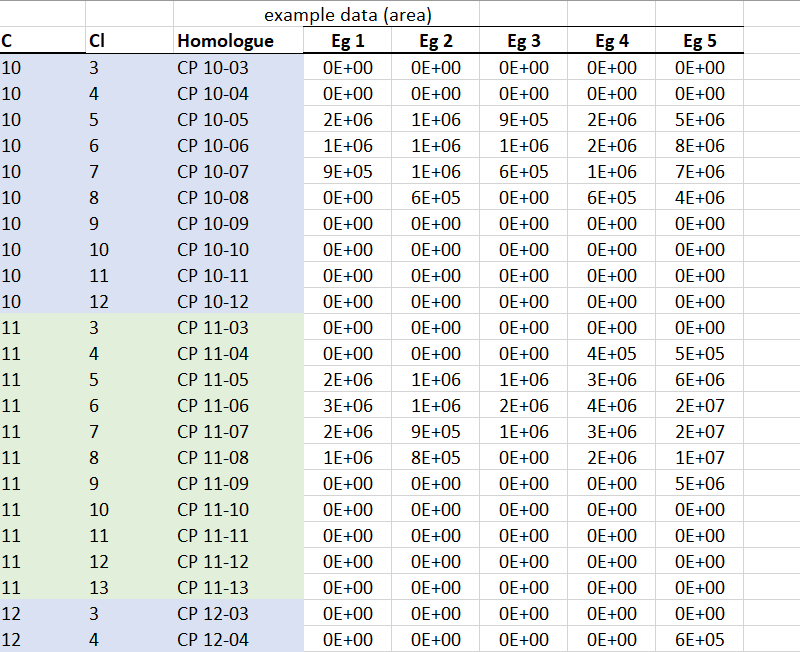 example data (area)
C Cl Homologue Eg 1 Eg 2 Eg 3 Eg 4 Eg 5
10 3 CP 10-03 0E+00 0E+00 0E+00 0E+00 0E+00
10 4 CP 10-04 0E+00 0E+00 0E+00 0E+00 0E+00
10 5 CP 10-05 2E+06 1E+06 9E+05 2E+06 5E+06
10 6 CP 10-06 1E+06 1E+06 1E+06 2E+06 8E+06
10 7 CP 10-07 9E+05 1E+06 6E+05 1E+06 7E+06
10 8 CP 10-08 0E+00 6E+05 0E+00 6E+05 4E+06
10 9 CP 10-09 0E+00 0E+00 0E+00 0E+00 0E+00
10 10 CP 10-10 0E+00 0E+00 0E+00 0E+00 0E+00
10 11 CP 10-11 0E+00 0E+00 0E+00 0E+00 0E+00
10 12 CP 10-12 0E+00 0E+00 0E+00 0E+00 0E+00
11 3 CP 11-03 0E+00 0E+00 0E+00 0E+00 0E+00
11 4 CP 11-04 0E+00 0E+00 0E+00 4E+05 5E+05
11 5 CP 11-05 2E+06 1E+06 1E+06 3E+06 6E+06
11 6 CP 11-06 3E+06 1E+06 2E+06 4E+06 2E+07
11 7 CP 11-07 2E+06 9E+05 1E+06 3E+06 2E+07
11 8 CP 11-08 1E+06 8E+05 0E+00 2E+06 1E+07
11 9 CP 11-09 0E+00 0E+00 0E+00 0E+00 5E+06
11 10 CP 11-10 0E+00 0E+00 0E+00 0E+00 0E+00
11 11 CP 11-11 0E+00 0E+00 0E+00 0E+00 0E+00
11 12 CP 11-12 0E+00 0E+00 0E+00 0E+00 0E+00
11 13 CP 11-13 0E+00 0E+00 0E+00 0E+00 0E+00
12 3 CP 12-03 0E+00 0E+00 0E+00 0E+00 0E+00
12 4 CP 12-04 0E+00 0E+00 0E+00 0E+00 6E+05